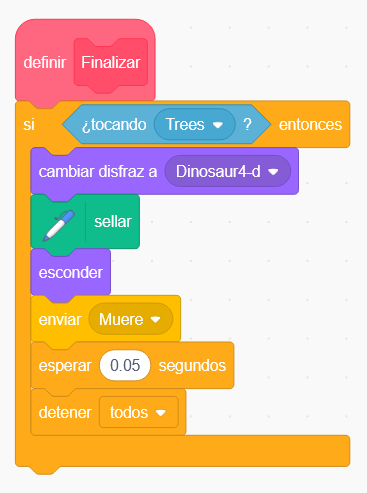 definir Finalizar
si ¿tocando Trees ? entonces
cambiar disfraz a Dinosaur4-d
sellar
esconder
enviar Muere
esperar 0.05 segundos
detener todos